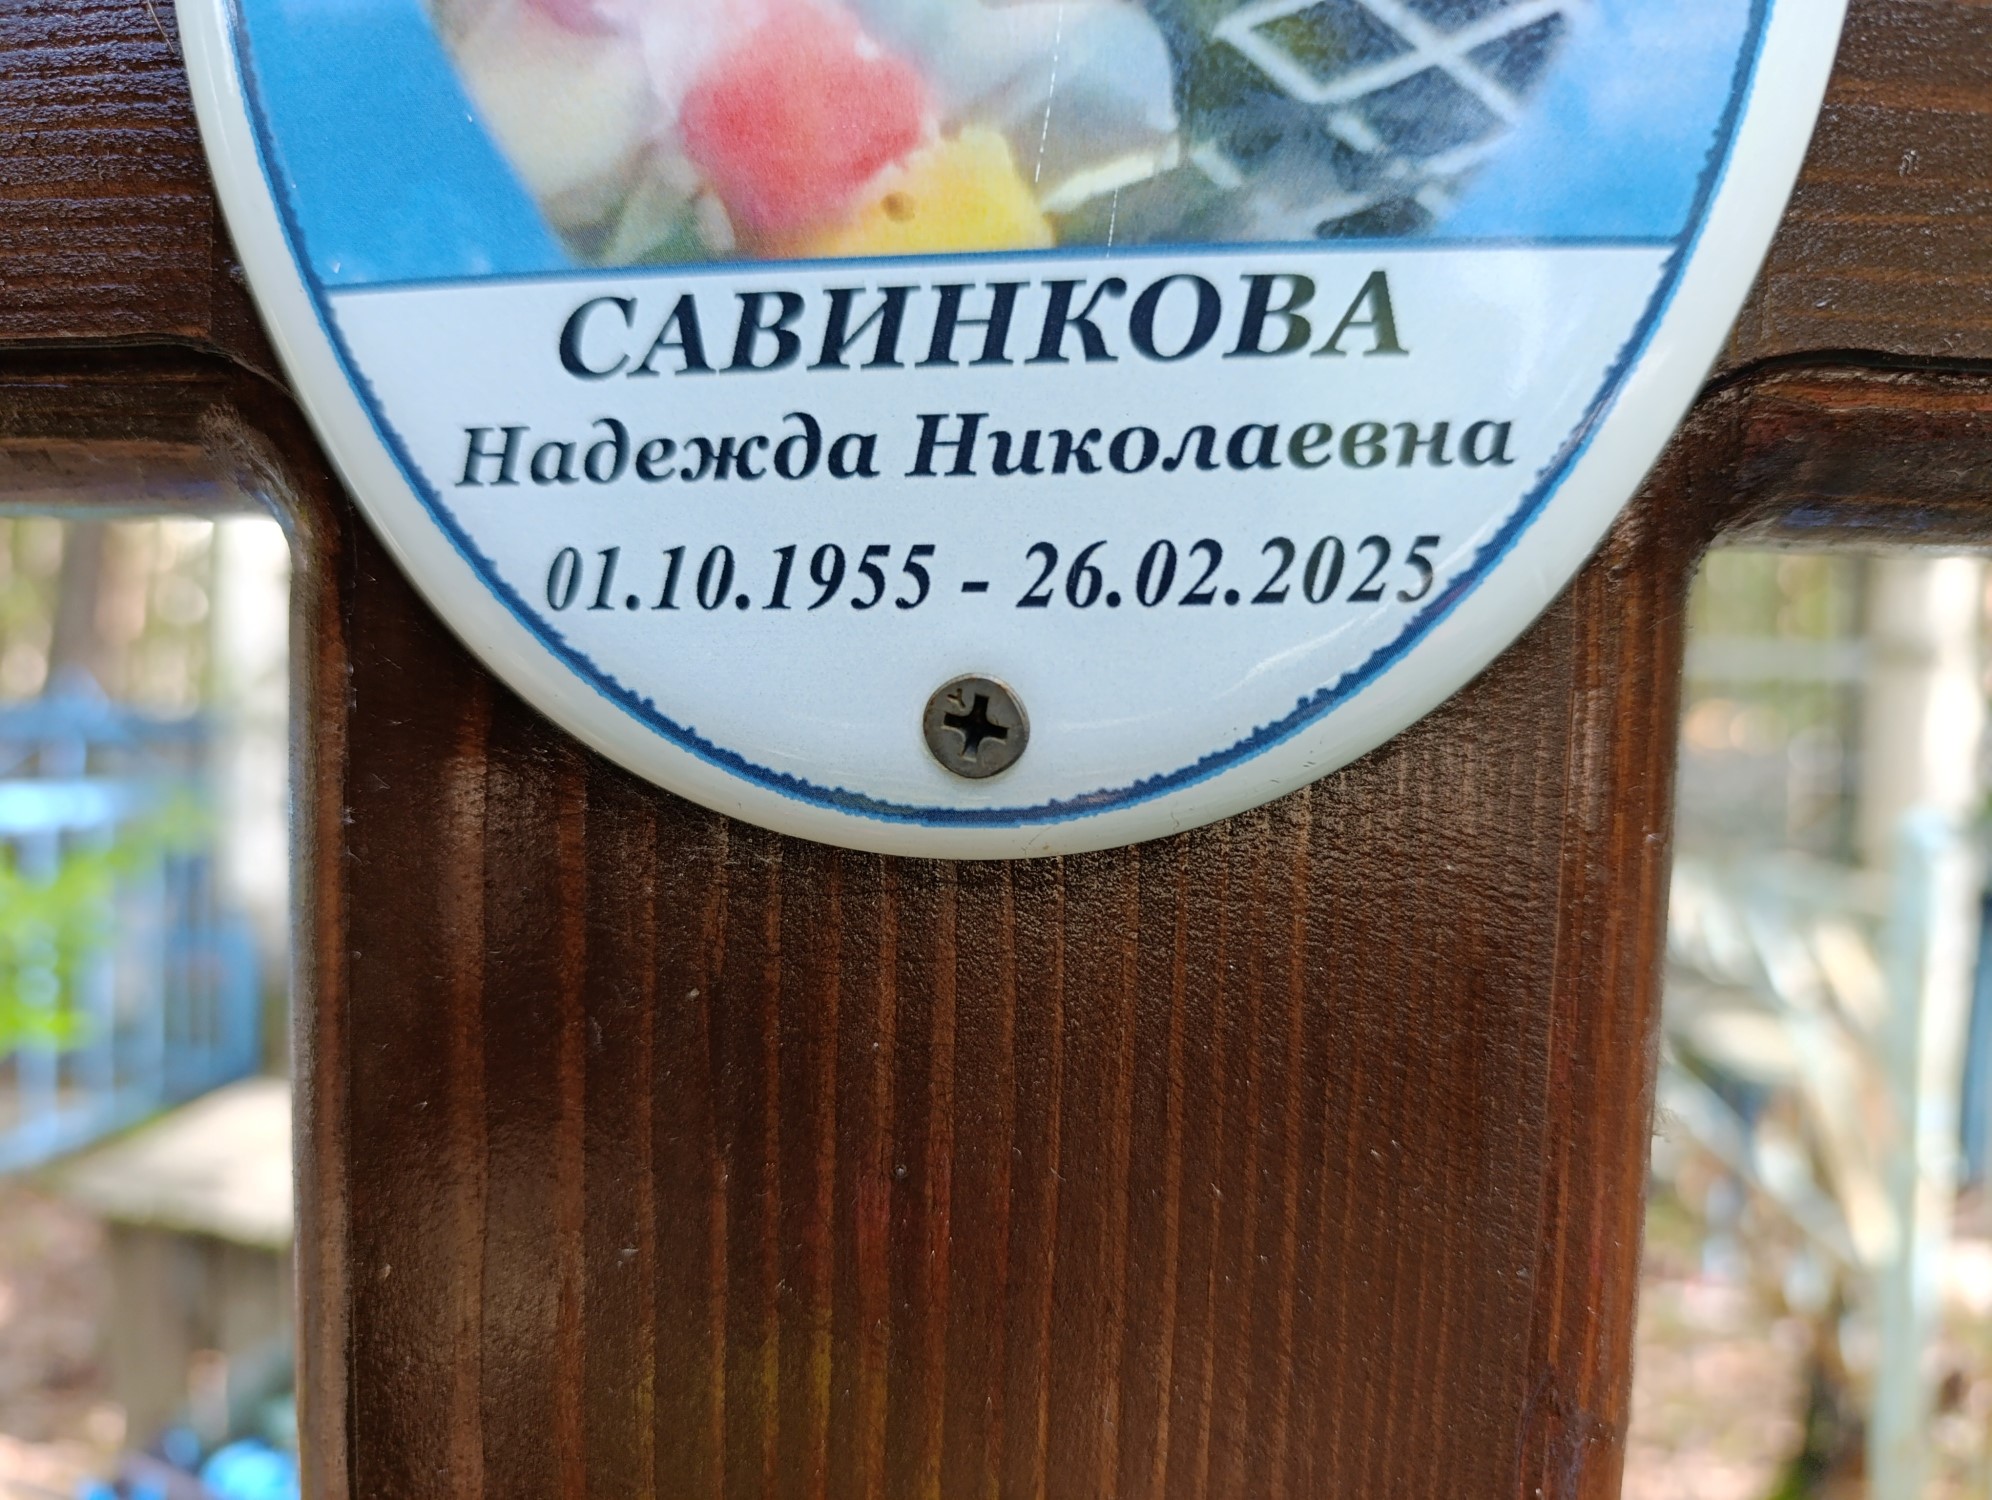 САВИНКОВА
Надежда Николаевна
01.10.1955 - 26.02.2025